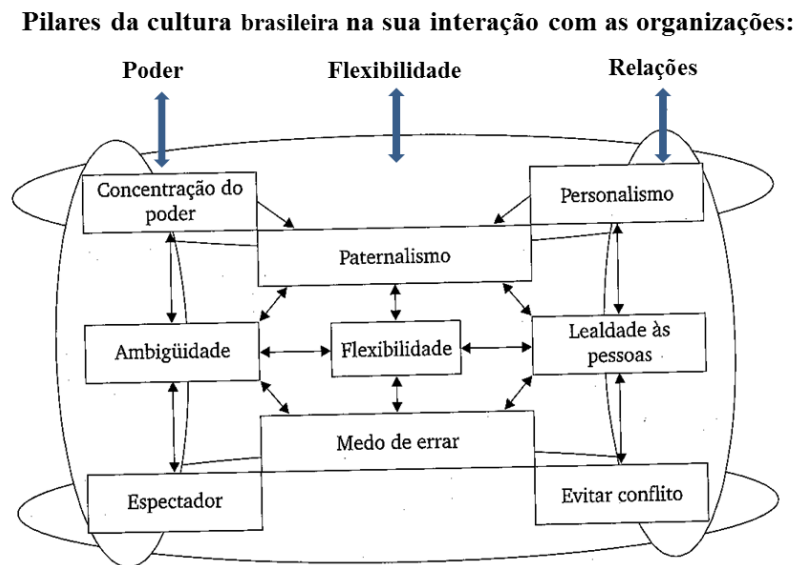 Pilares da cultura brasileira na sua interação com as organizações:
Poder
Flexibilidade
Relações
Concentração do
poder
Personalismo
Paternalismo
Ambigüidade
Flexibilidade
Lealdade às
pessoas
Medo de errar
Espectador
Evitar conflito